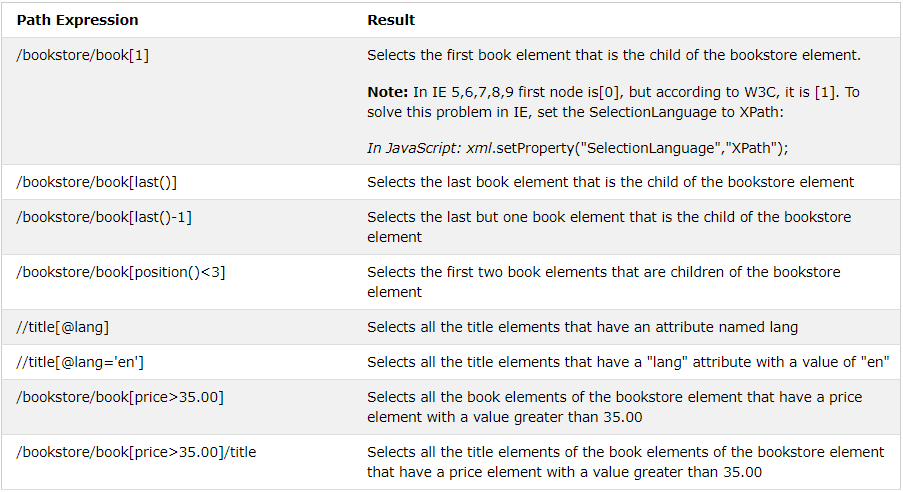 Path Expression Result
/bookstore/book[1] Selects the first book element that is the child of the bookstore element.
Note: In IE 5,6,7,8,9 first node is[0], but according to W3C, it is [1]. To
solve this problem in IE, set the SelectionLanguage to XPath:
In JavaScript: xml.setProperty("SelectionLanguage","XPath");
/bookstore/book[last()] Selects the last book element that is the child of the bookstore element
/bookstore/book[last()-1] Selects the last but one book element that is the child of the bookstore
element
/bookstore/book[position()<3] Selects the first two book elements that are children of the bookstore
element
//title[@lang] Selects all the title elements that have an attribute named lang
//title[@lang='en'] Selects all the title elements that have a "lang" attribute with a value of "en"
/bookstore/book[price>35.00] Selects all the book elements of the bookstore element that have a price
element with a value greater than 35.00
/bookstore/book[price>35.00]/title Selects all the title elements of the book elements of the bookstore element
that have a price element with a value greater than 35.00